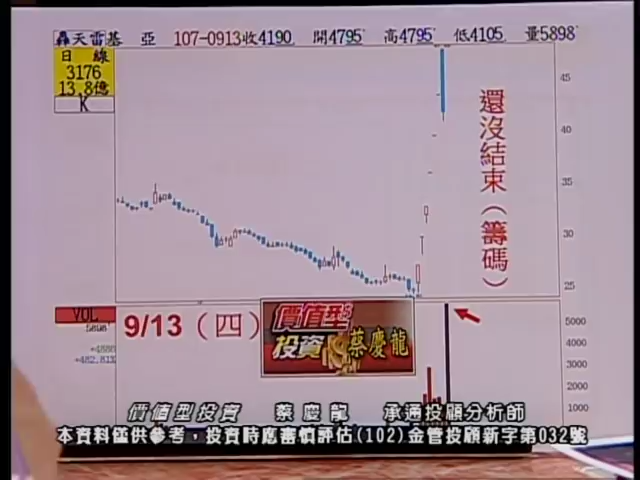 轟天雷基 亞 107-0913收4190 開4795 高4795 低4105 量5898
日 線
3176
13.8億
K
45
40
35
30
25
還沒結束(籌碼)
VOL
5898
9/13(四)
價值型
投資
蔡慶龍
5000
4000
3000
2000
1000
價值型投資 蔡慶龍 承通投顧分析師
本資料僅供參考,投資時應審慎評估(102)金管投顧新字第032號